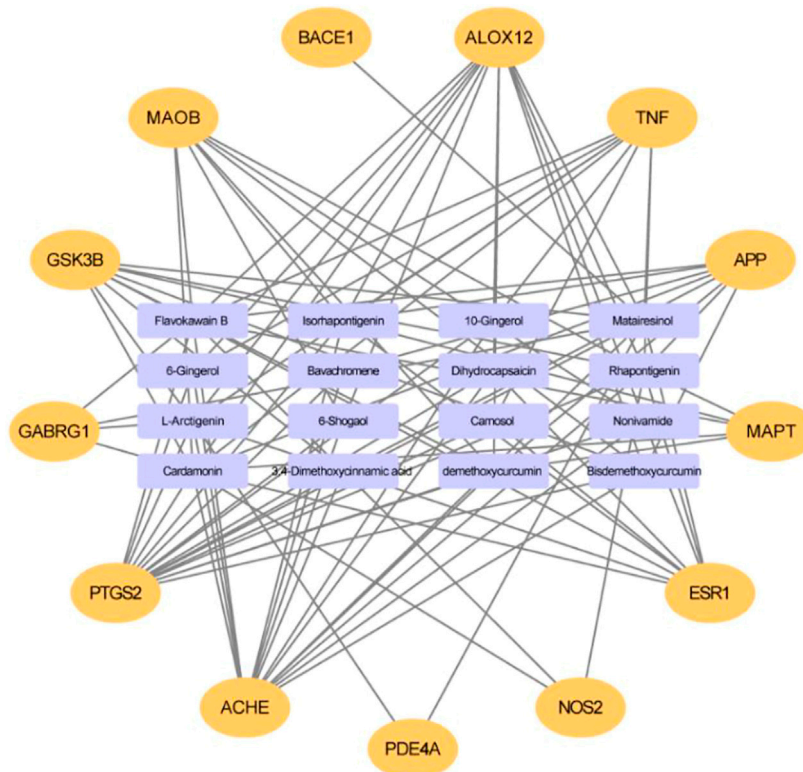 BACE1 ALOX12
MAOB TNF
GSK3B APP
Flavokawain B Isorhapontigenin 10-Gingerol Matairesinol
6-Gingerol Bavachromene Dihydrocapsaicin Rhapontigenin
GABRG1 L-Arctigenin 6-Shogaol Carnosol Nonivamide MAPT
Cardamonin 3,4-Dimethoxycinnamic acid demethoxycurcumin Bisdemethoxycurcumin
PTGS2 ESR1
ACHE NOS2
PDE4A